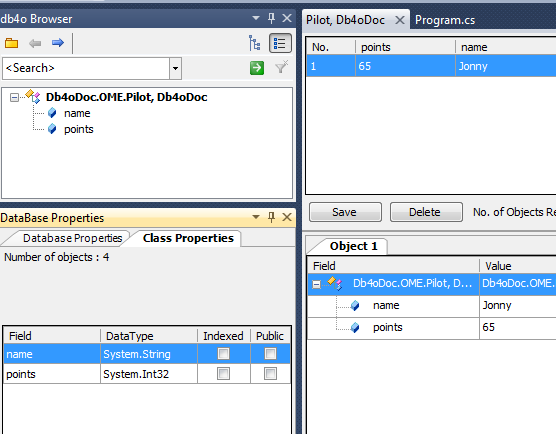 db4o Browser
<Search>
Db4oDoc.OME.Pilot, Db4oDoc
name
points
DataBase Properties
Database Properties Class Properties
Number of objects : 4
Field DataType Indexed Public
name System.String
points System.Int32
Pilot, Db4oDoc Program.cs
No. points name
1 65 Jonny
Save Delete No. of Objects Re
Object 1
Field Value
Db4oDoc.OME.Pilot, D... Db4oDoc.OME.
name Jonny
points 65